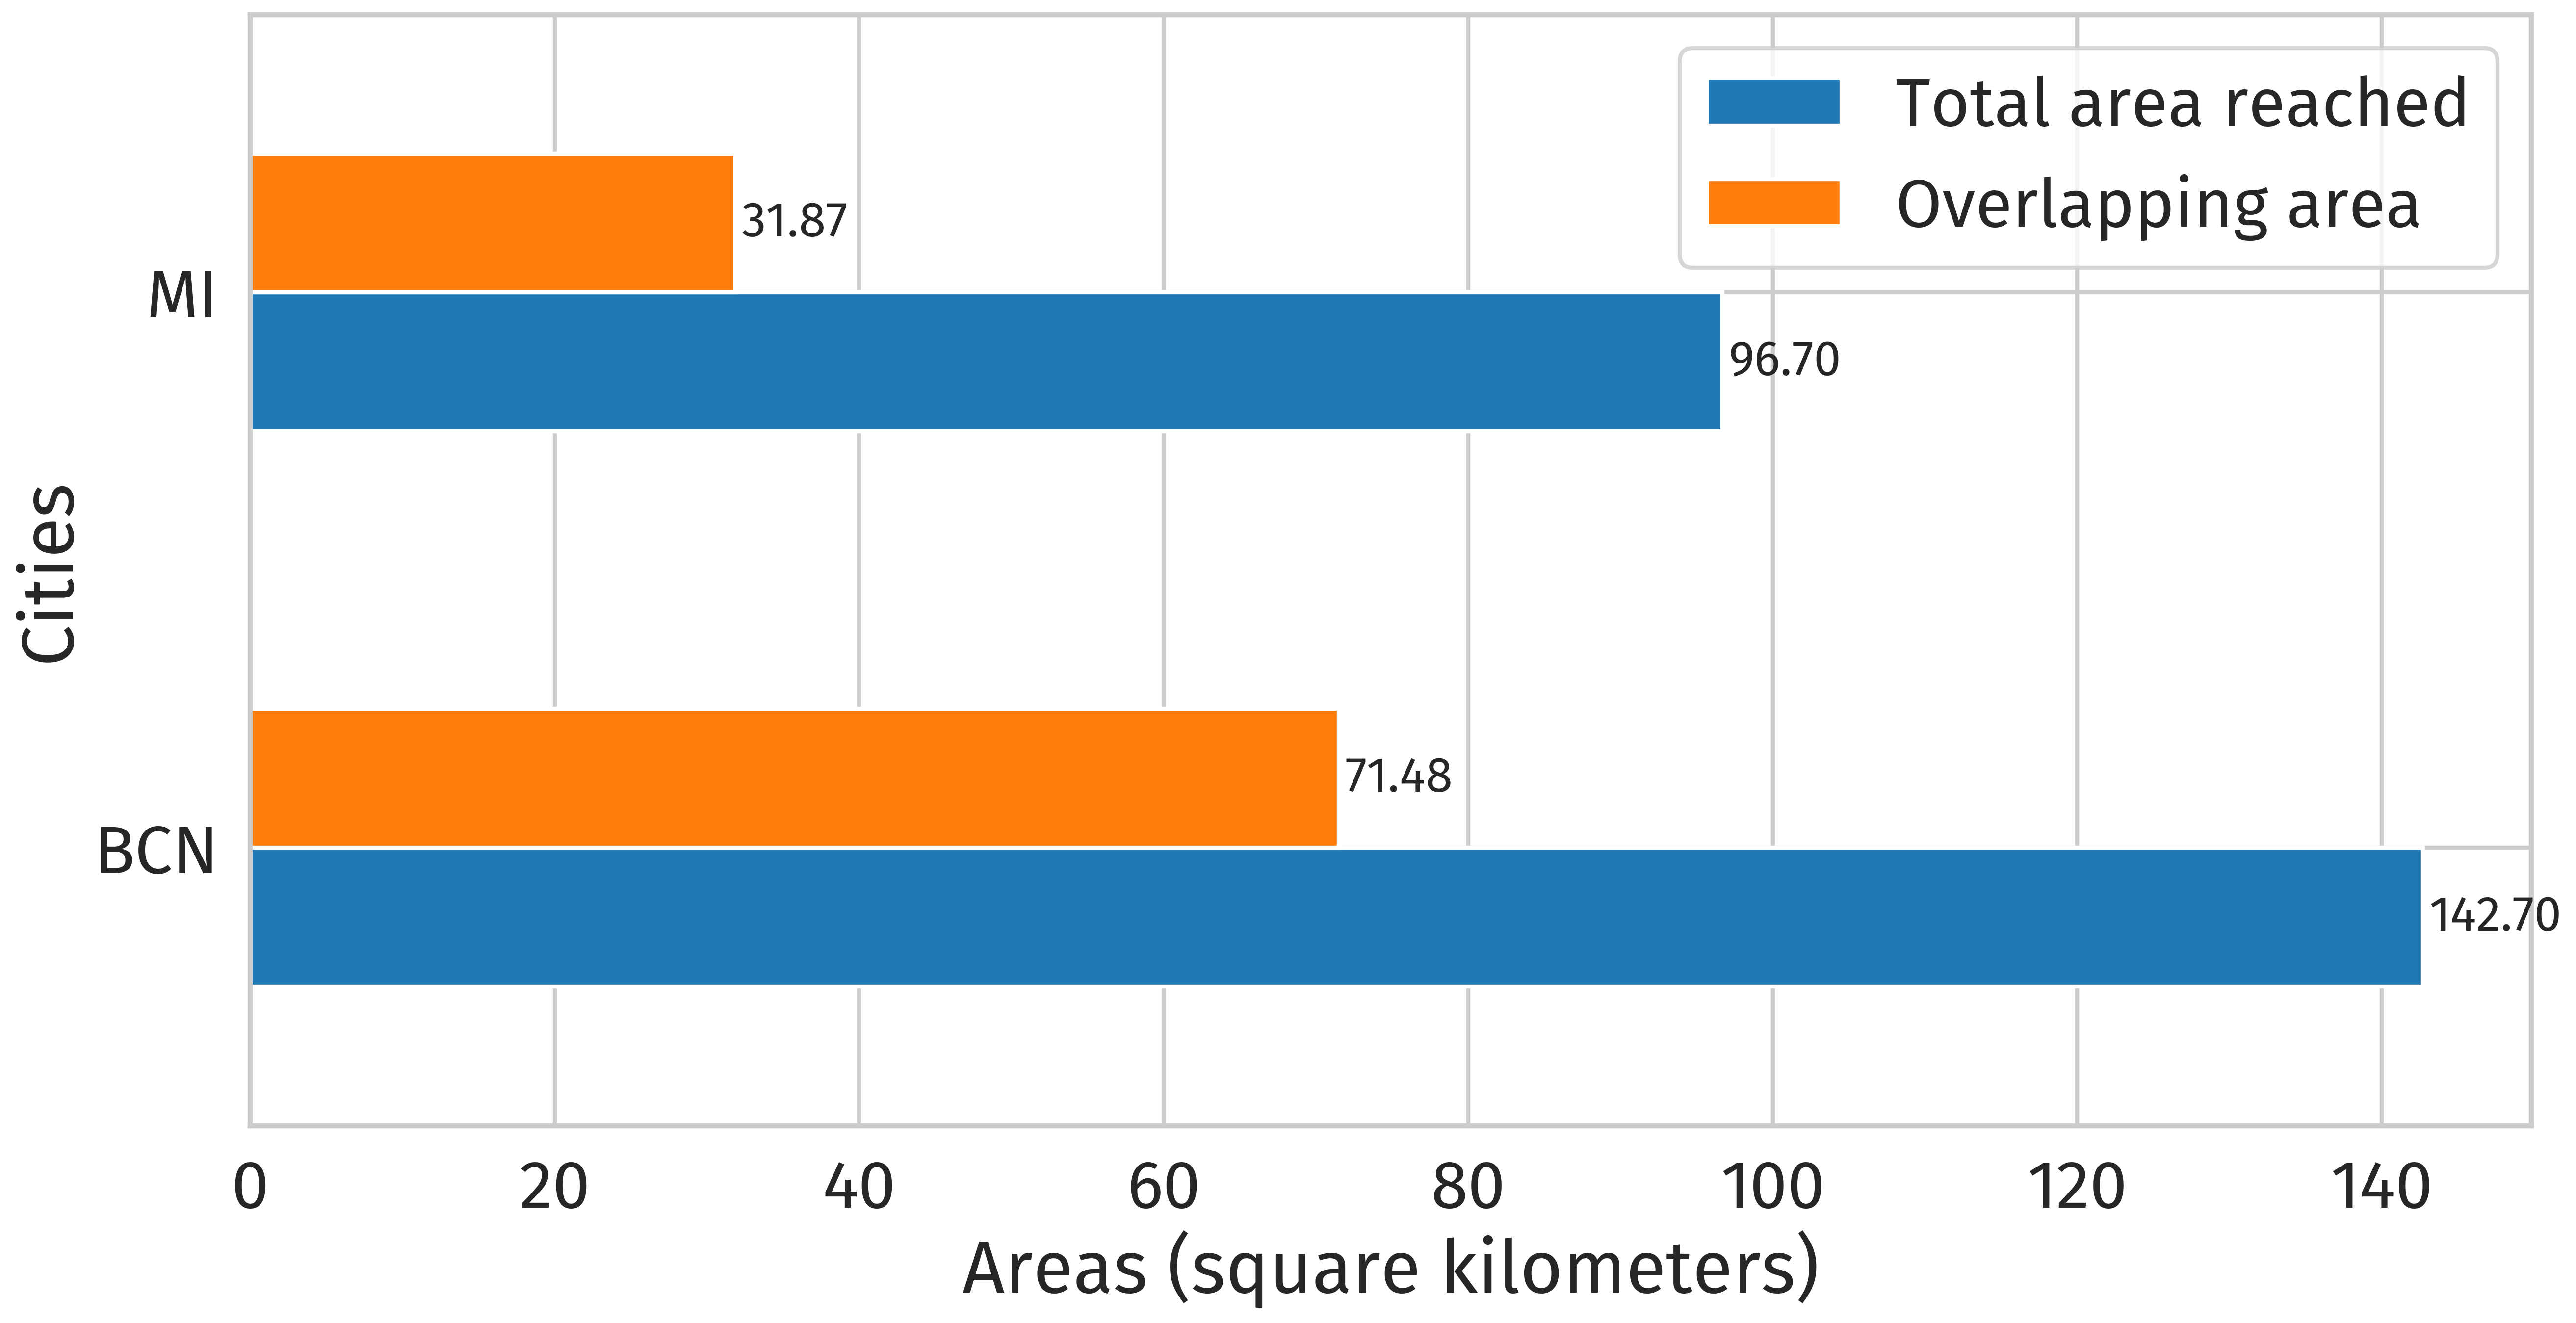 Total area reached
Overlapping area
31.87
MI
96.70
Cities
71.48
BCN
142.70
0 20 40 60 80 100 120 140
Areas (square kilometers)